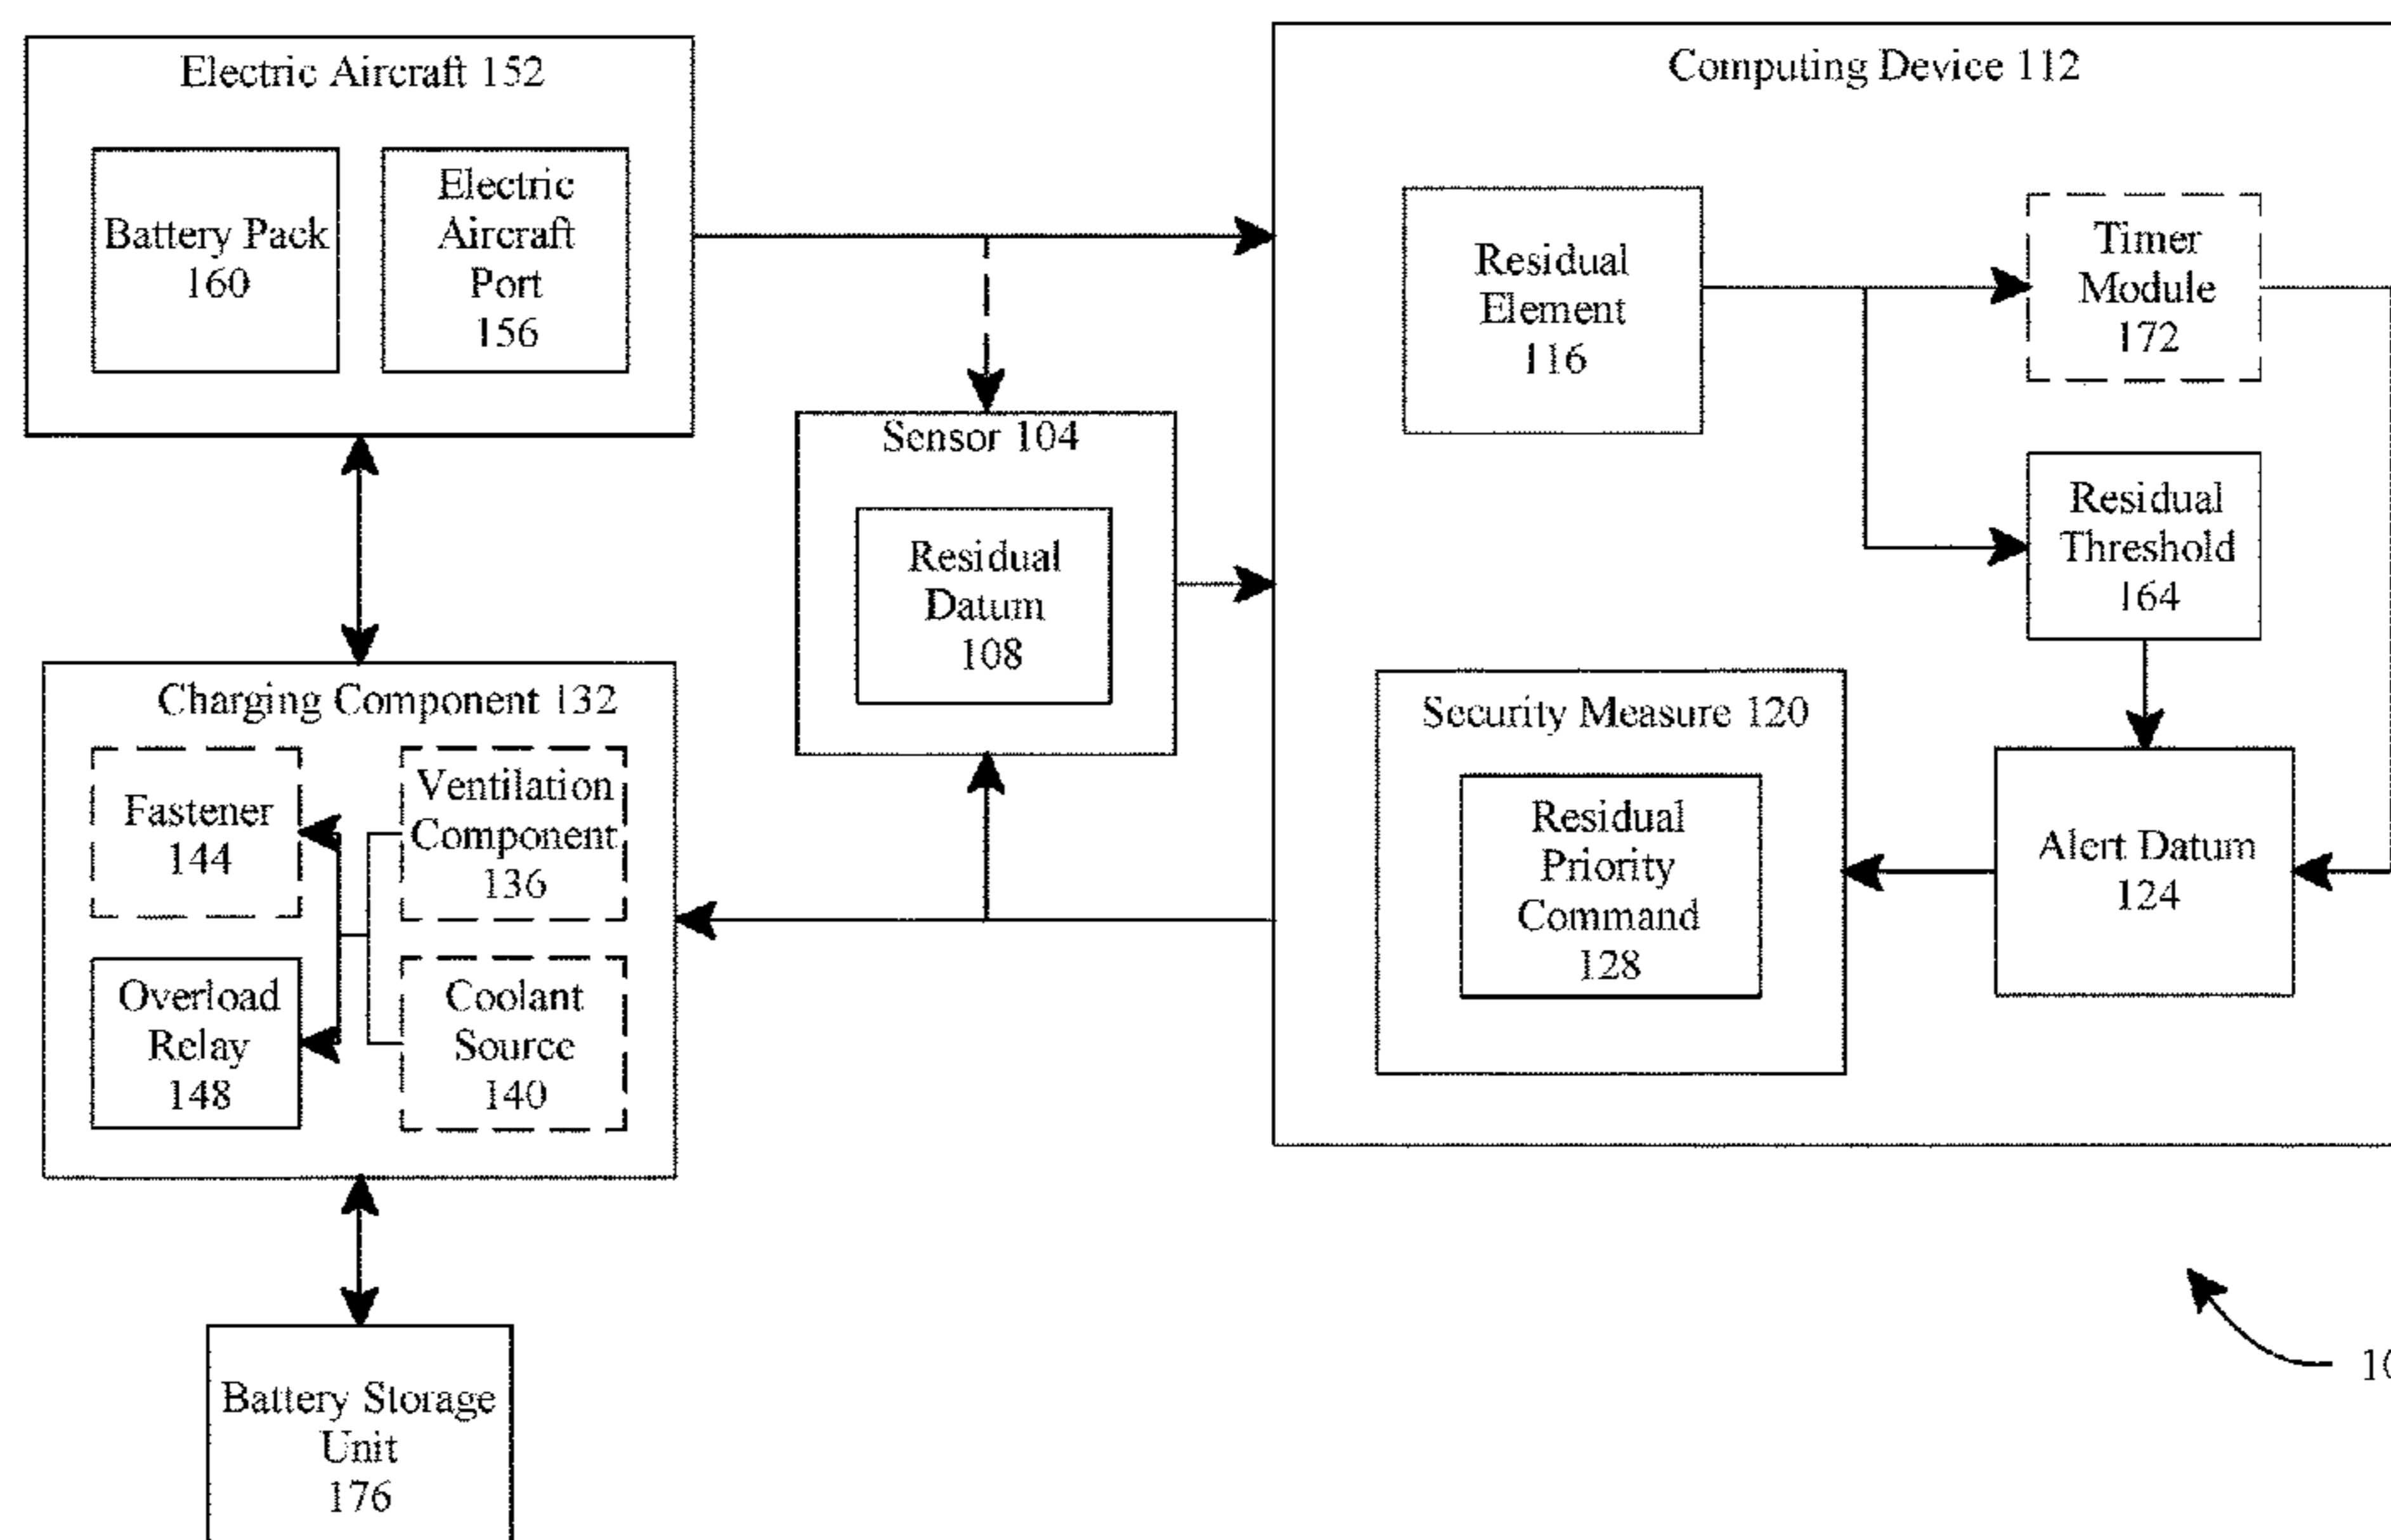 Electric Aircraft 152
Battery Pack
160
Electric
Aircraft
Port
156
Computing Device 112
Residual
Element
116
Timer
Module
172
Sensor 104
Residual
Datum
108
Residual
Threshold
164
Charging Component 132
Fastener
144
Ventilation
Component
136
Overload
Relay
148
Coolant
Source
140
Security Measure 120
Residual
Priority
Command
128
Alert Datum
124
Battery Storage
Unit
176